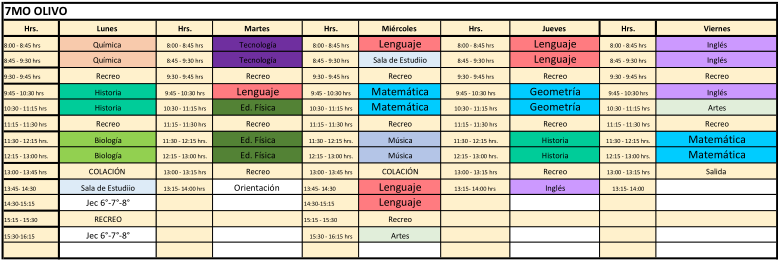 7MO OLIVO
Hrs. Lunes Hrs. Martes Hrs. Miércoles Hrs. Jueves Hrs. Viernes
8:00 - 8:45 hrs Química 8:00 - 8:45 hrs Tecnología 8:00 - 8:45 hrs Lenguaje 8:00 - 8:45 hrs Lenguaje 8:00 - 8:45 hrs Inglés
8:45 - 9:30 hrs Química 8:45 - 9:30 hrs Tecnología 8:45 - 9:30 hrs Sala de Estudiio 8:45 - 9:30 hrs Lenguaje 8:45 - 9:30 hrs Inglés
9:30 - 9:45 hrs Recreo 9:30 - 9:45 hrs Recreo 9:30 - 9:45 hrs Recreo 9:30 - 9:45 hrs Recreo 9:30 - 9:45 hrs Recreo
9:45 - 10:30 hrs Historia 9:45 - 10:30 hrs Lenguaje 9:45 - 10:30 hrs Matemática 9:45 - 10:30 hrs Geometría 9:45 - 10:30 hrs Inglés
10:30 - 11:15 hrs Historia 10:30 - 11:15 hrs Ed. Física 10:30 - 11:15 hrs Matemática 10:30 - 11:15 hrs Geometría 10:30 - 11:15 hrs Artes
11:15 - 11:30 hrs Recreo 11:15 - 11:30 hrs Recreo 11:15 - 11:30 hrs Recreo 11:15 - 11:30 hrs Recreo 11:15 - 11:30 hrs Recreo
11:30 - 12:15 hrs. Biología 11:30 - 12:15 hrs. Ed. Física 11:30 - 12:15 hrs. Música 11:30 - 12:15 hrs. Historia 11:30 - 12:15 hrs. Matemática
12:15 - 13:00 hrs. Biología 12:15 - 13:00 hrs. Ed. Física 12:15 - 13:00 hrs. Música 12:15 - 13:00 hrs. Historia 12:15 - 13:00 hrs. Matemática
13:00 - 13:45 hrs COLACIÓN 13:00 - 13:15 hrs Recreo 13:00 - 13:45 hrs COLACIÓN 13:00 - 13:15 hrs Recreo 13:00 - 13:15 hrs Salida
13:45- 14:30 Sala de Estudiio 13:15- 14:00 hrs Orientación 13:45- 14:30 Lenguaje 13:15- 14:00 hrs Inglés 13:15- 14:00
14:30-15:15 Jec 6°-7°-8° 14:30-15:15 Lenguaje
15:15 - 15:30 RECREO 15:15 - 15:30 Recreo
15:30-16:15 Jec 6°-7°-8° 15:30 - 16:15 hrs Artes